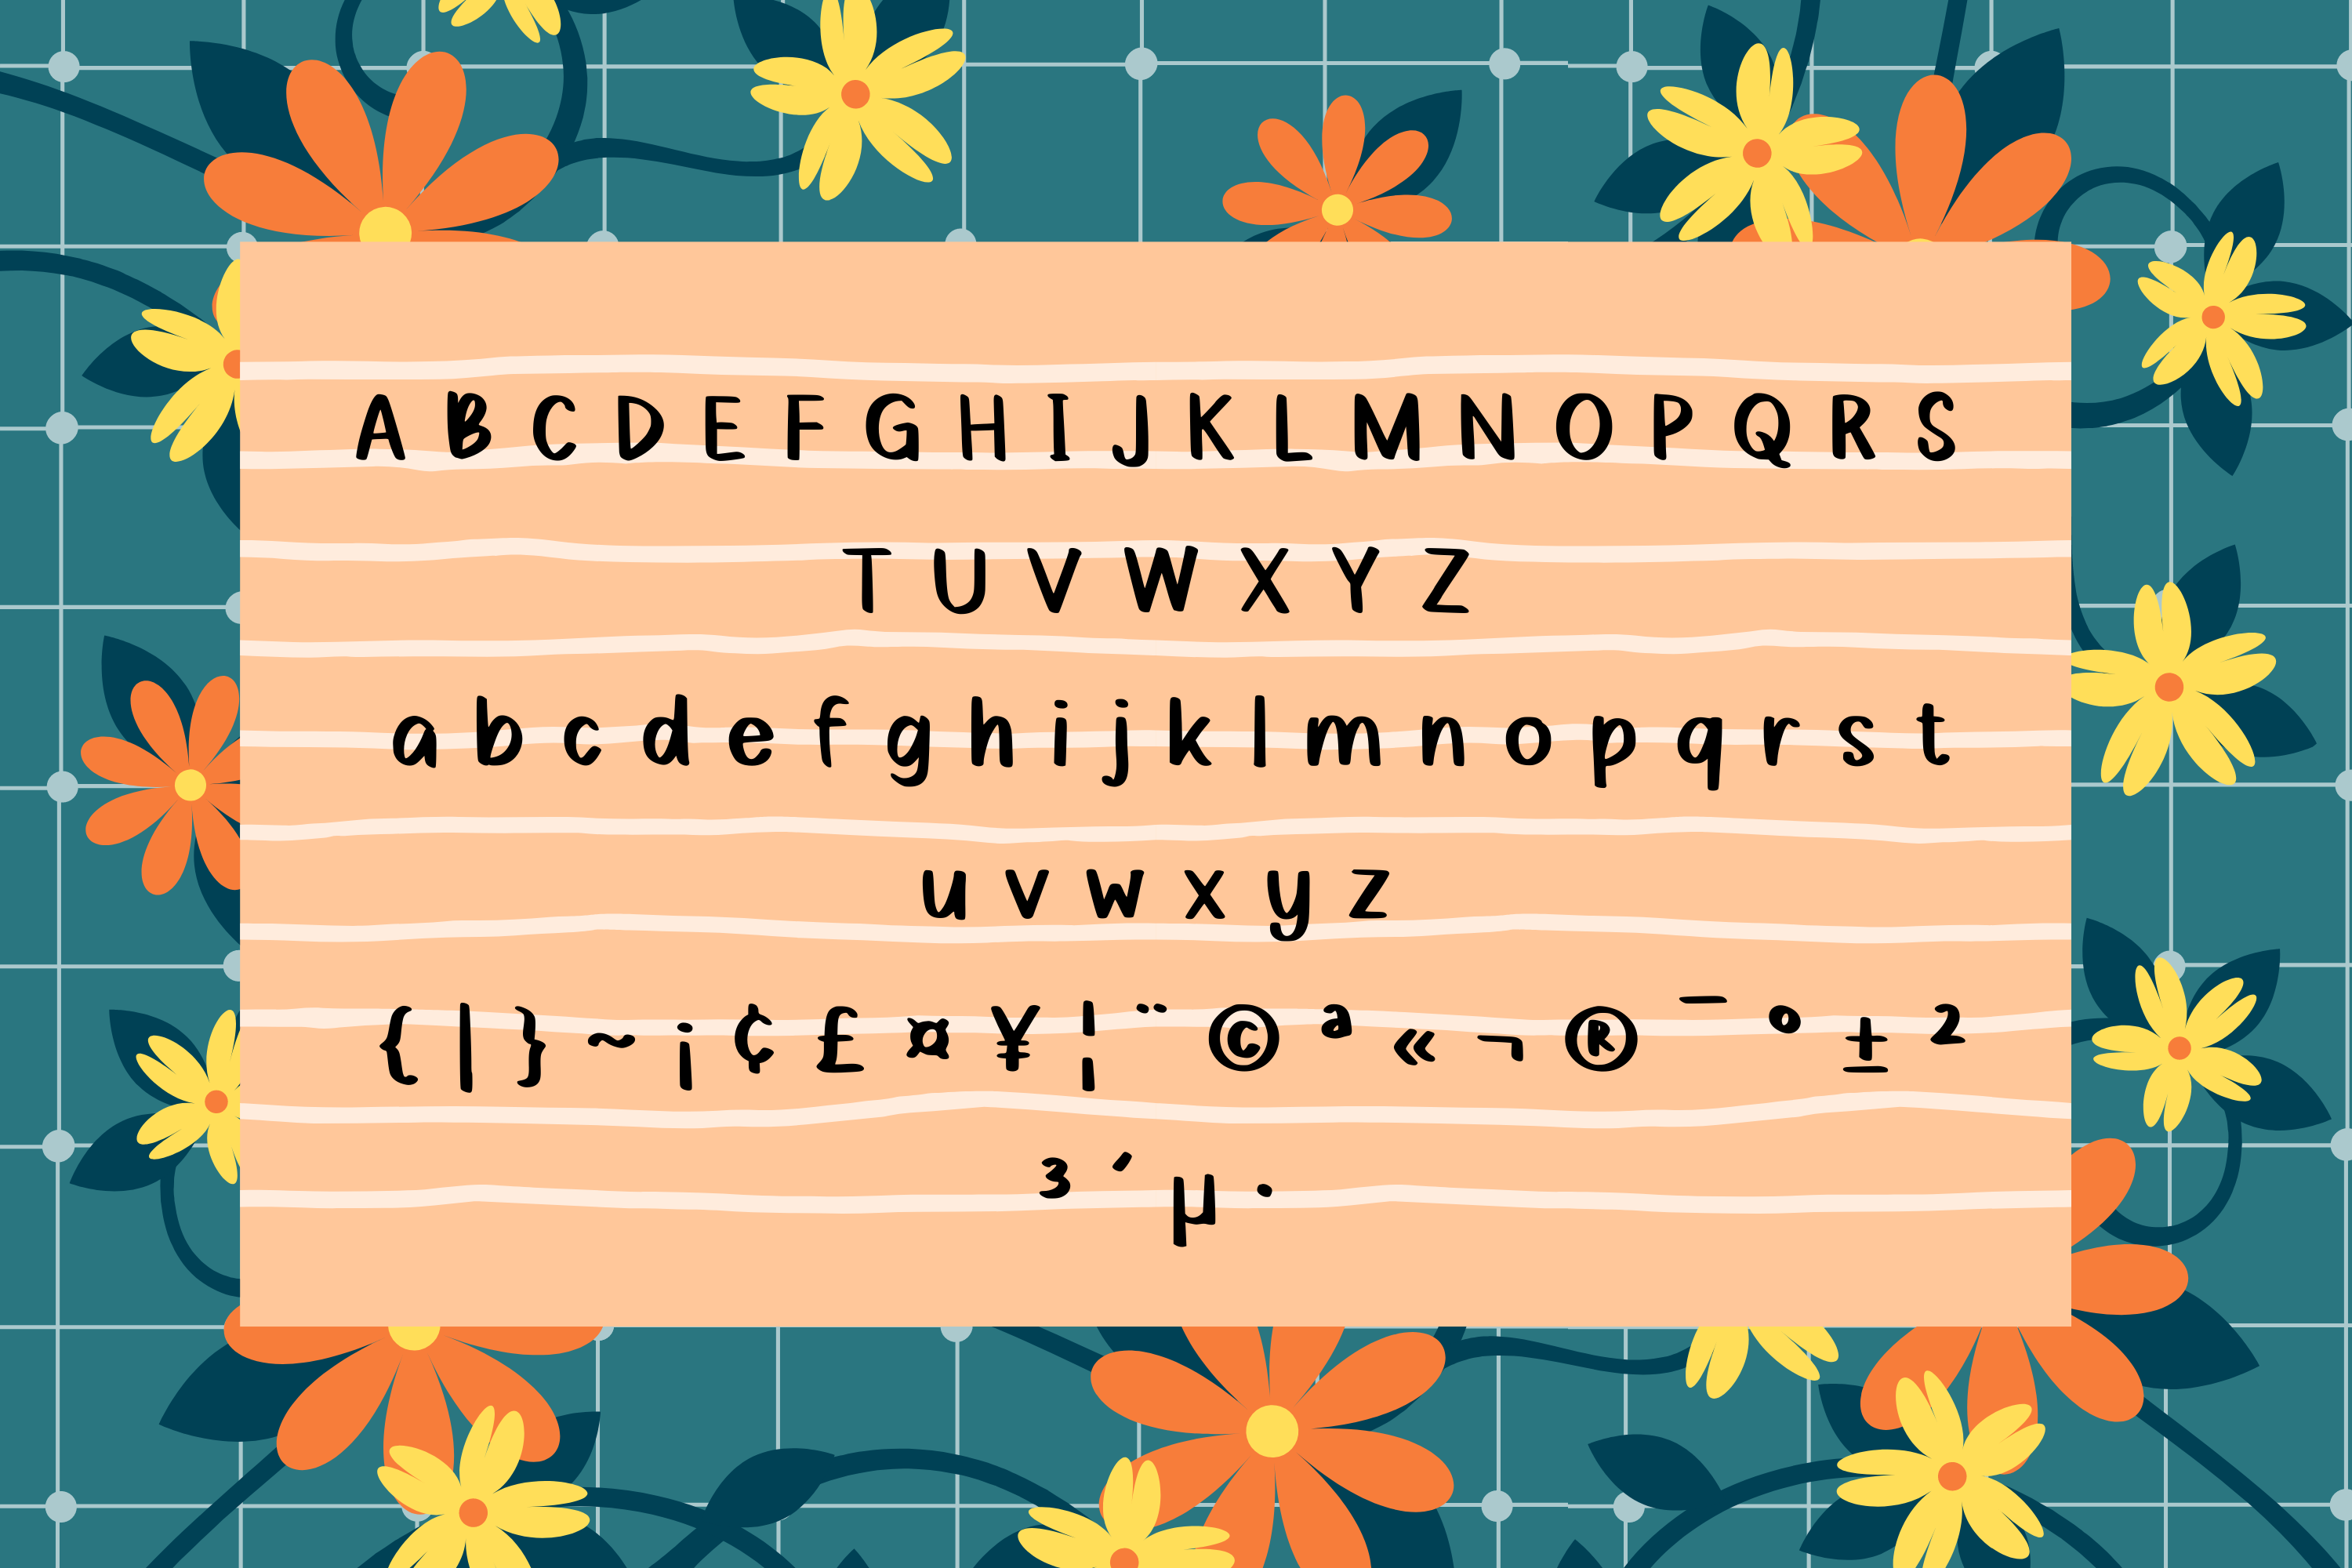 A B C D E F G H I J K L M N O P Q R S
T U V W X Y Z
a b c d e f g h i j k l m n o p q r s t
u v w x y z
{ | } ~ ¡ ¢ £ ¤ ¥ ¦ ¨ © ª « ¬ ® ¯ º ± ²
³ ´ µ ·